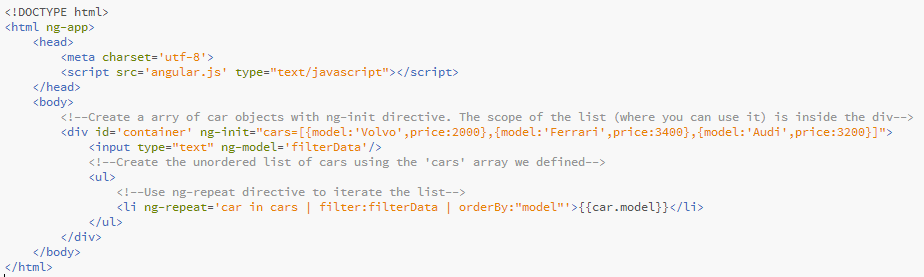 <!DOCTYPE html>
<html ng-app>
    <head>
        <meta charset='utf-8'>
        <script src='angular.js' type="text/javascript"></script>
    </head>
    <body>
        <!--Create a arry of car objects with ng-init directive. The scope of the list (where you can use it) is inside the div-->
        <div id='container' ng-init="cars=[{model:'Volvo',price:2000},{model:'Ferrari',price:3400},{model:'Audi',price:3200}]">
            <input type="text" ng-model='filterData'/>
            <!--Create the unordered list of cars using the 'cars' array we defined-->
            <ul>
                <!--Use ng-repeat directive to iterate the list-->
                <li ng-repeat='car in cars | filter:filterData | orderBy:"model"'>{{car.model}}</li>
            </ul>
        </div>
    </body>
</html>